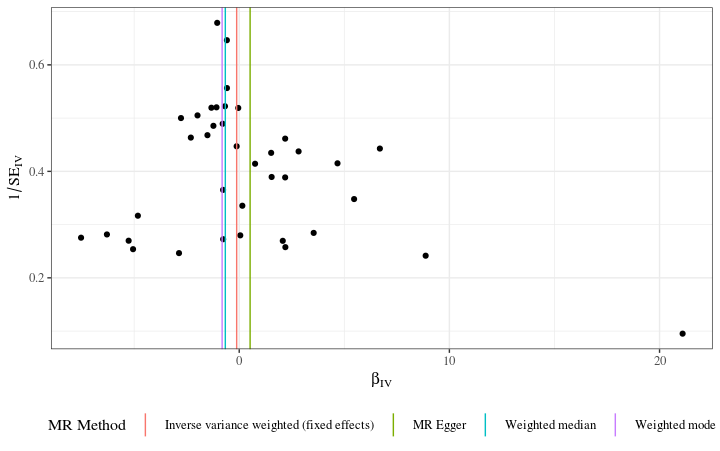 0.6
0.4
0.2
1/SE_IV
0
10
20
β_IV
MR Method
Inverse variance weighted (fixed effects)
MR Egger
Weighted median
Weighted mode